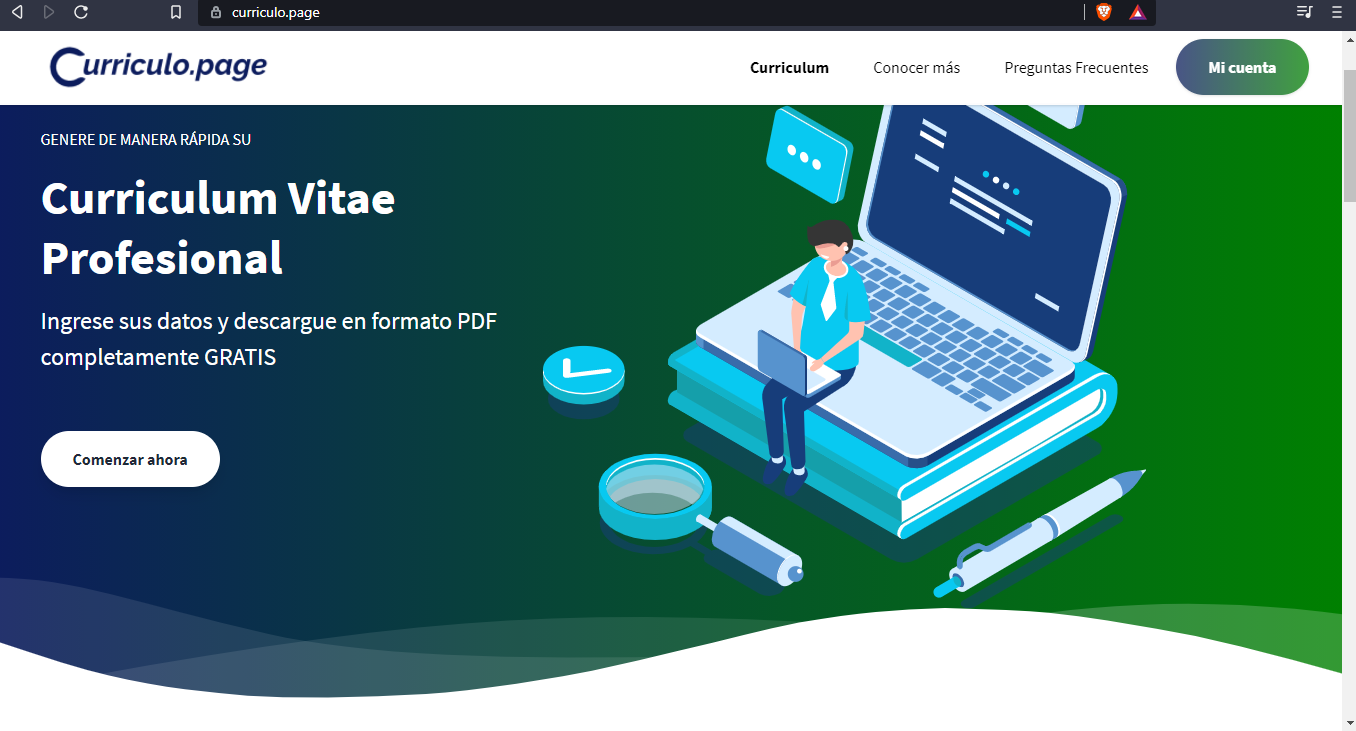 curriculo.page
Curriculo.page
Curriculum
Conocer más
Preguntas Frecuentes
Mi cuenta
GENERE DE MANERA RÁPIDA SU
Curriculum Vitae
Profesional
Ingrese sus datos y descargue en formato PDF
completamente GRATIS
Comenzar ahora